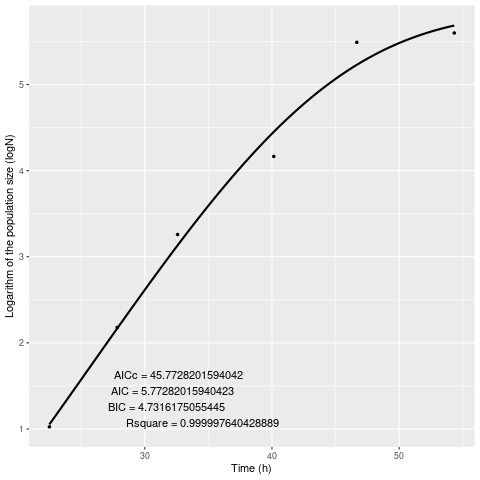 5
4
3
2
1
Logarithm of the population size (logN)
AICc = 45.7728201594042
AIC = 5.77282015940423
BIC = 4.7316175055445
Rsquare = 0.999997640428889
30
40
50
Time (h)